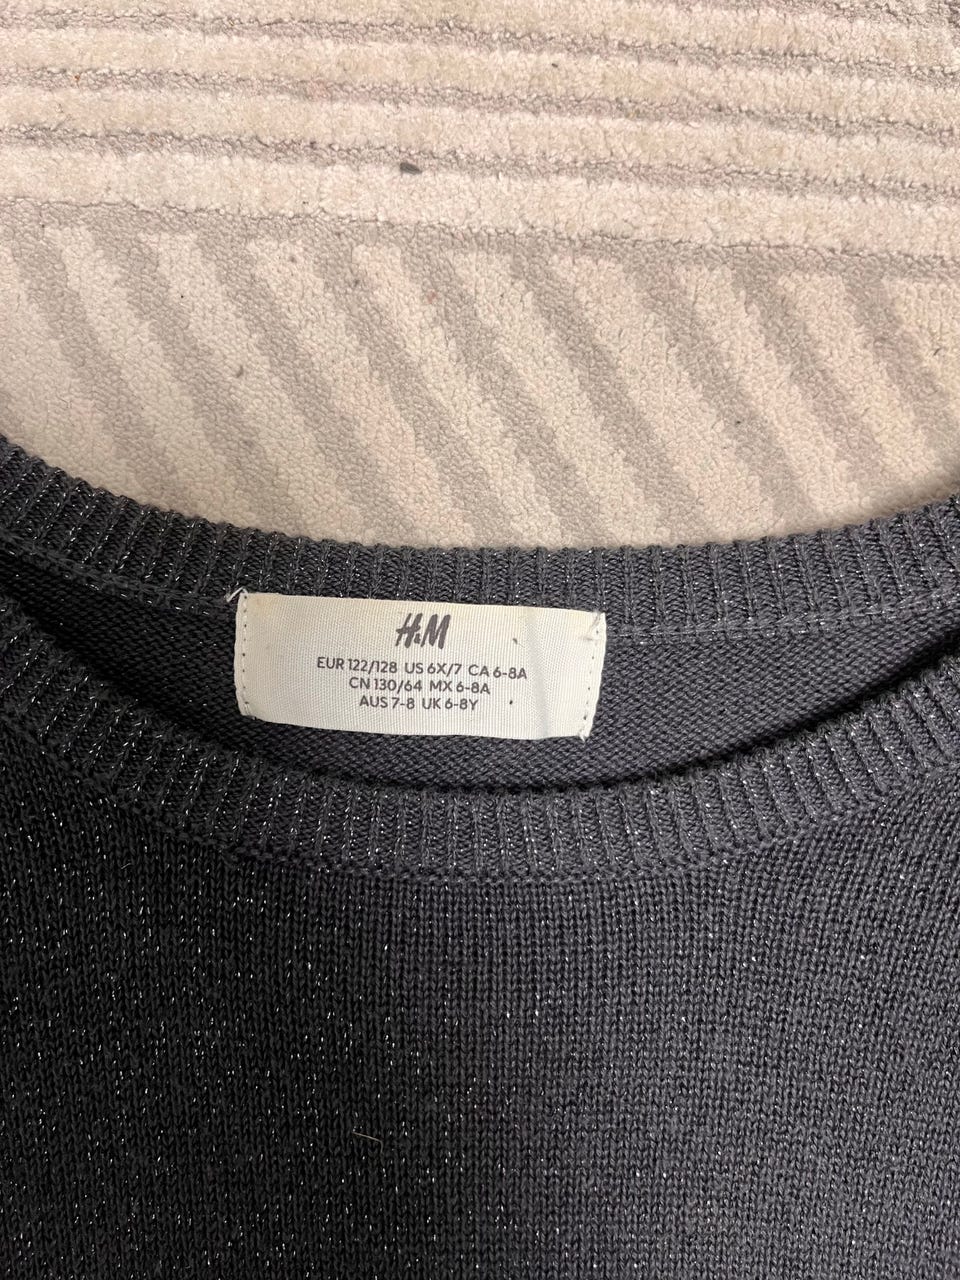 H&M
EUR 122/128 US 6X/7 CA 6-8A
CN 130/64 MX 6-8A
AUS 7-8 UK 6-8Y